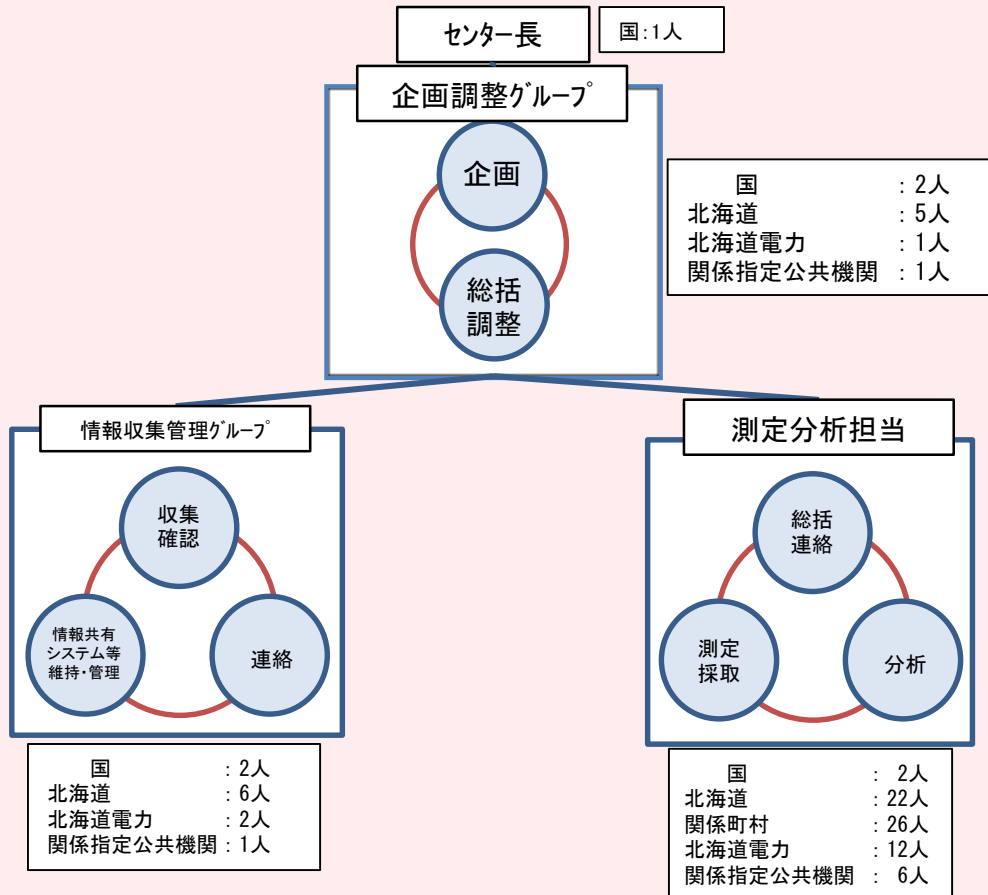 センター長
国:1人
企画調整グループ
企画
総括
調整
国 : 2人
北海道 : 5人
北海道電力 : 1人
関係指定公共機関 : 1人
情報収集管理グループ
収集
確認
情報共有
システム等
維持・管理
連絡
国 : 2人
北海道 : 6人
北海道電力 : 2人
関係指定公共機関 : 1人
測定分析担当
総括
連絡
測定
採取
分析
国 : 2人
北海道 : 22人
関係町村 : 26人
北海道電力 : 12人
関係指定公共機関 : 6人